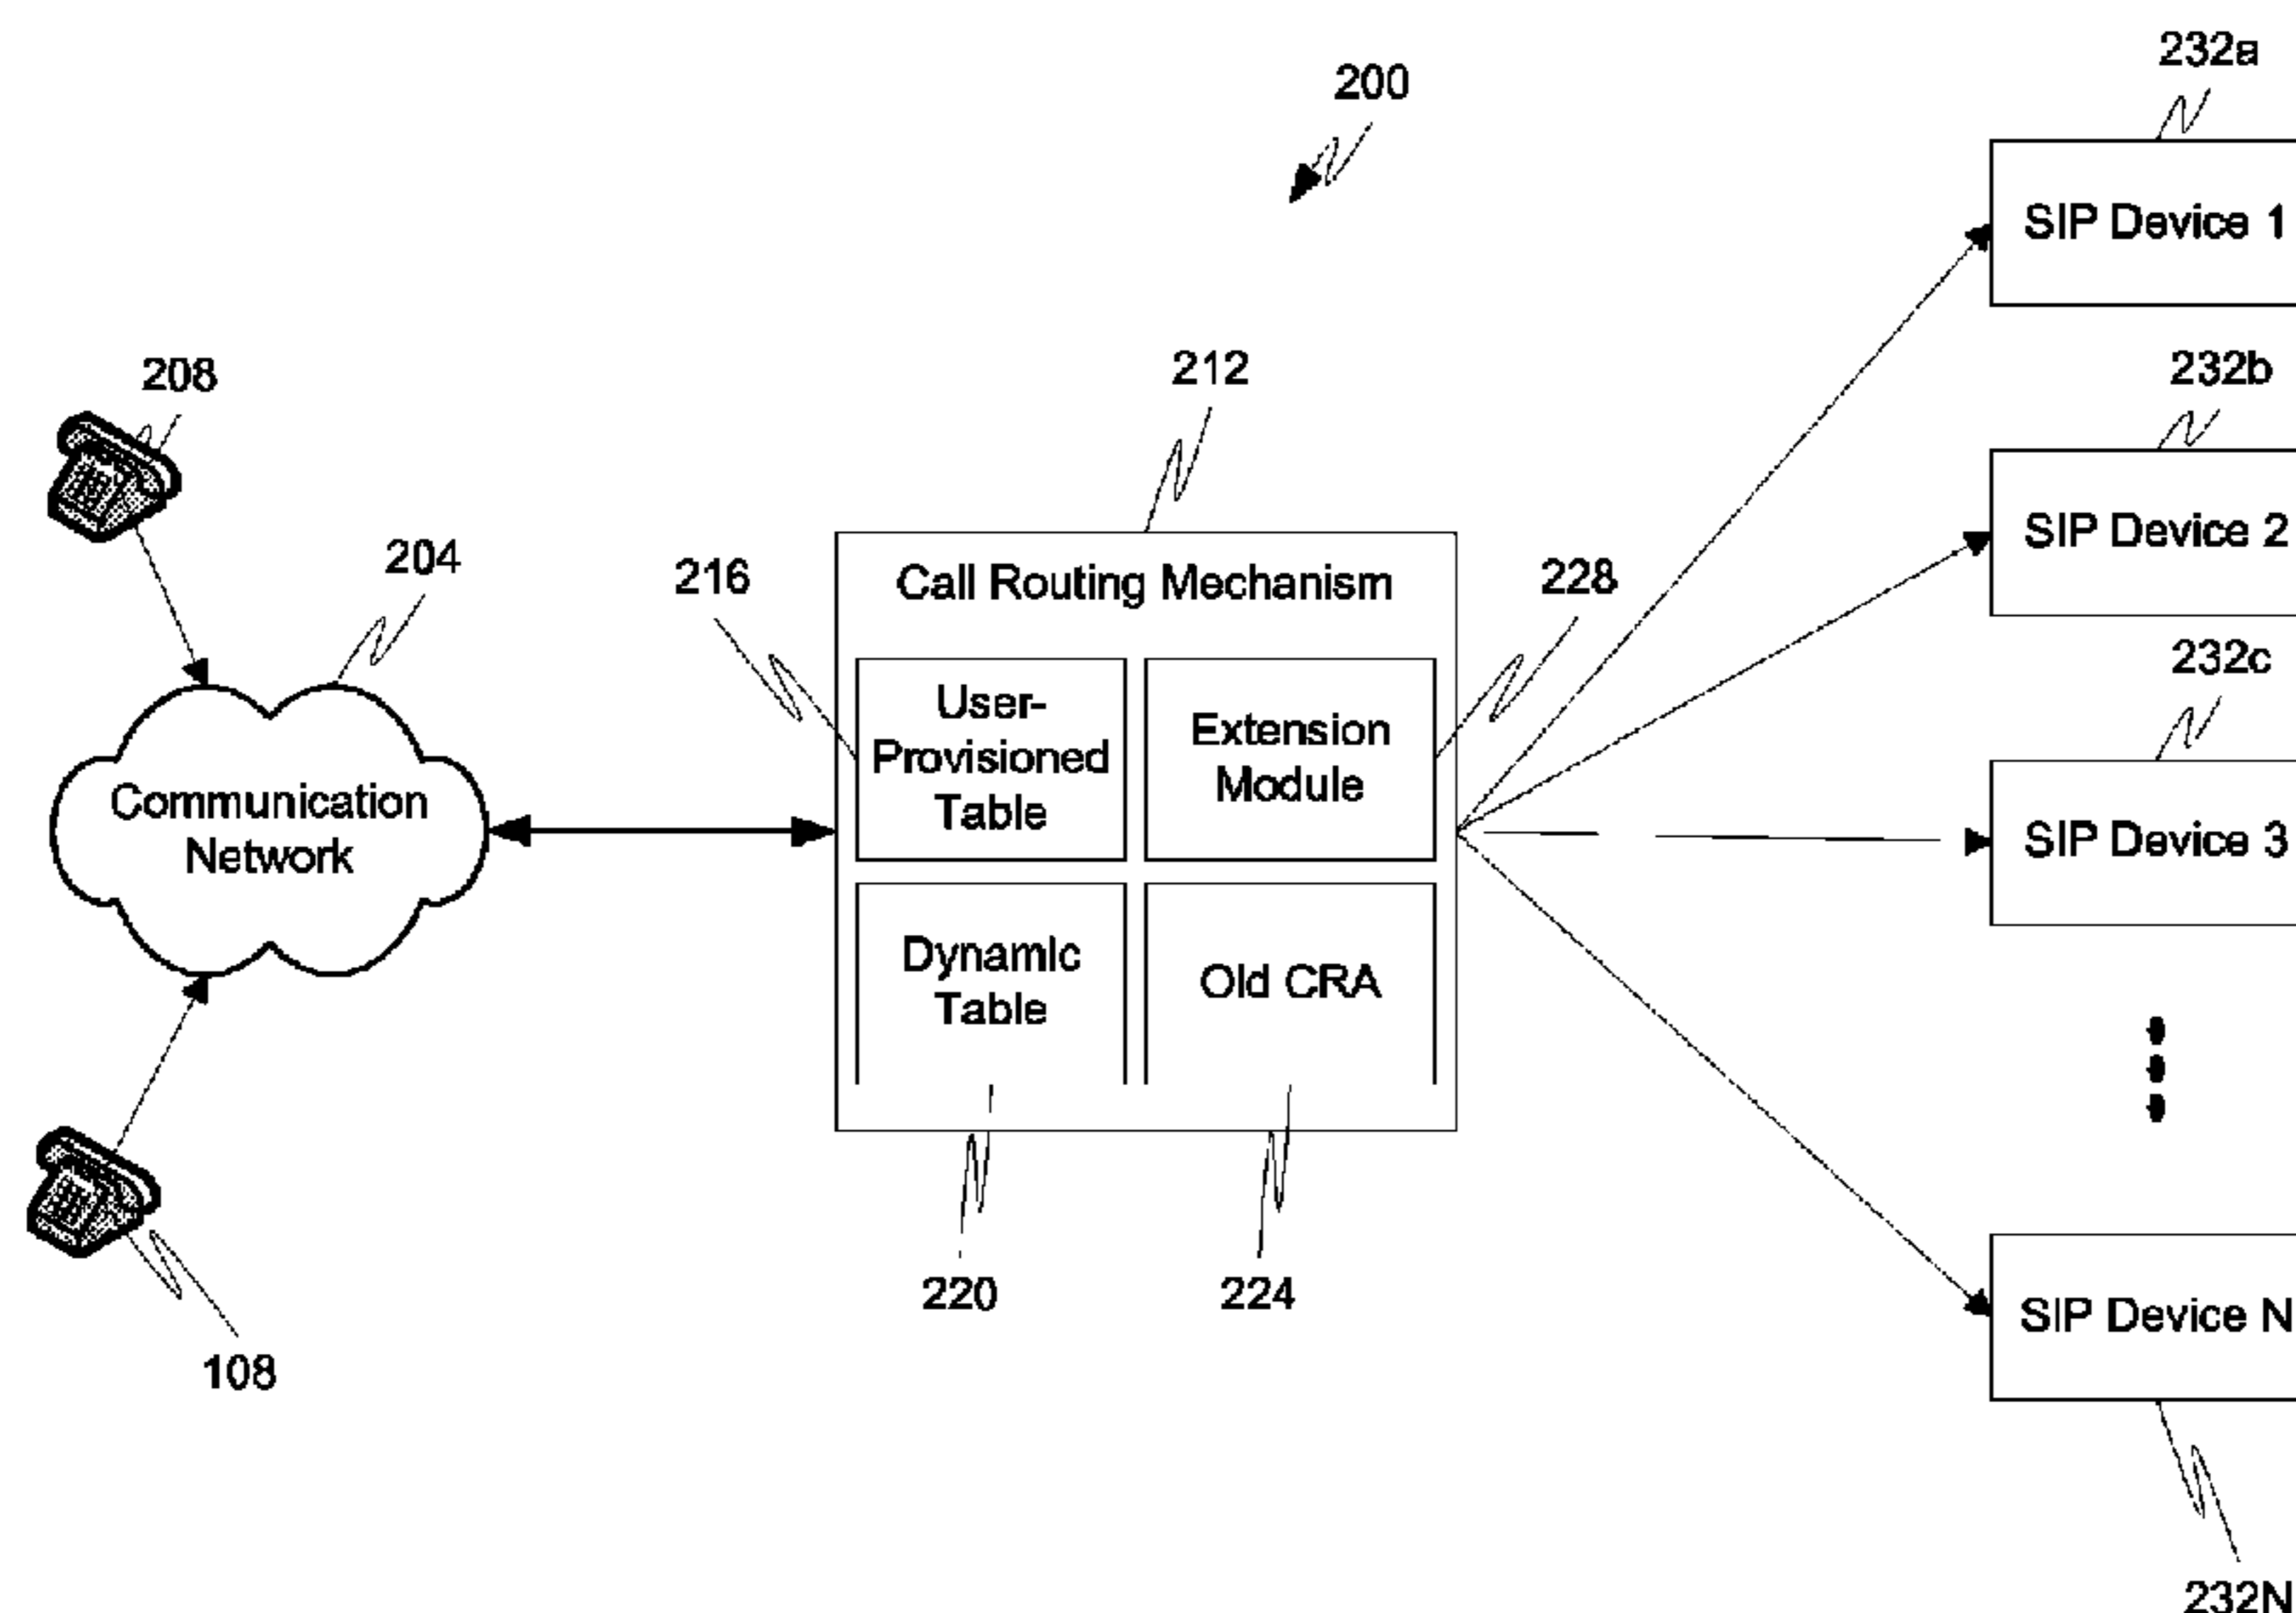 232a
200
SIP Device 1
208
212
232b
204
216
Call Routing Mechanism
228
SIP Device 2
232c
User-
Provisioned
Table
Extension
Module
Communication
Network
SIP Device 3
Dynamic
Table
Old CRA
220
224
SIP Device N
108
232N